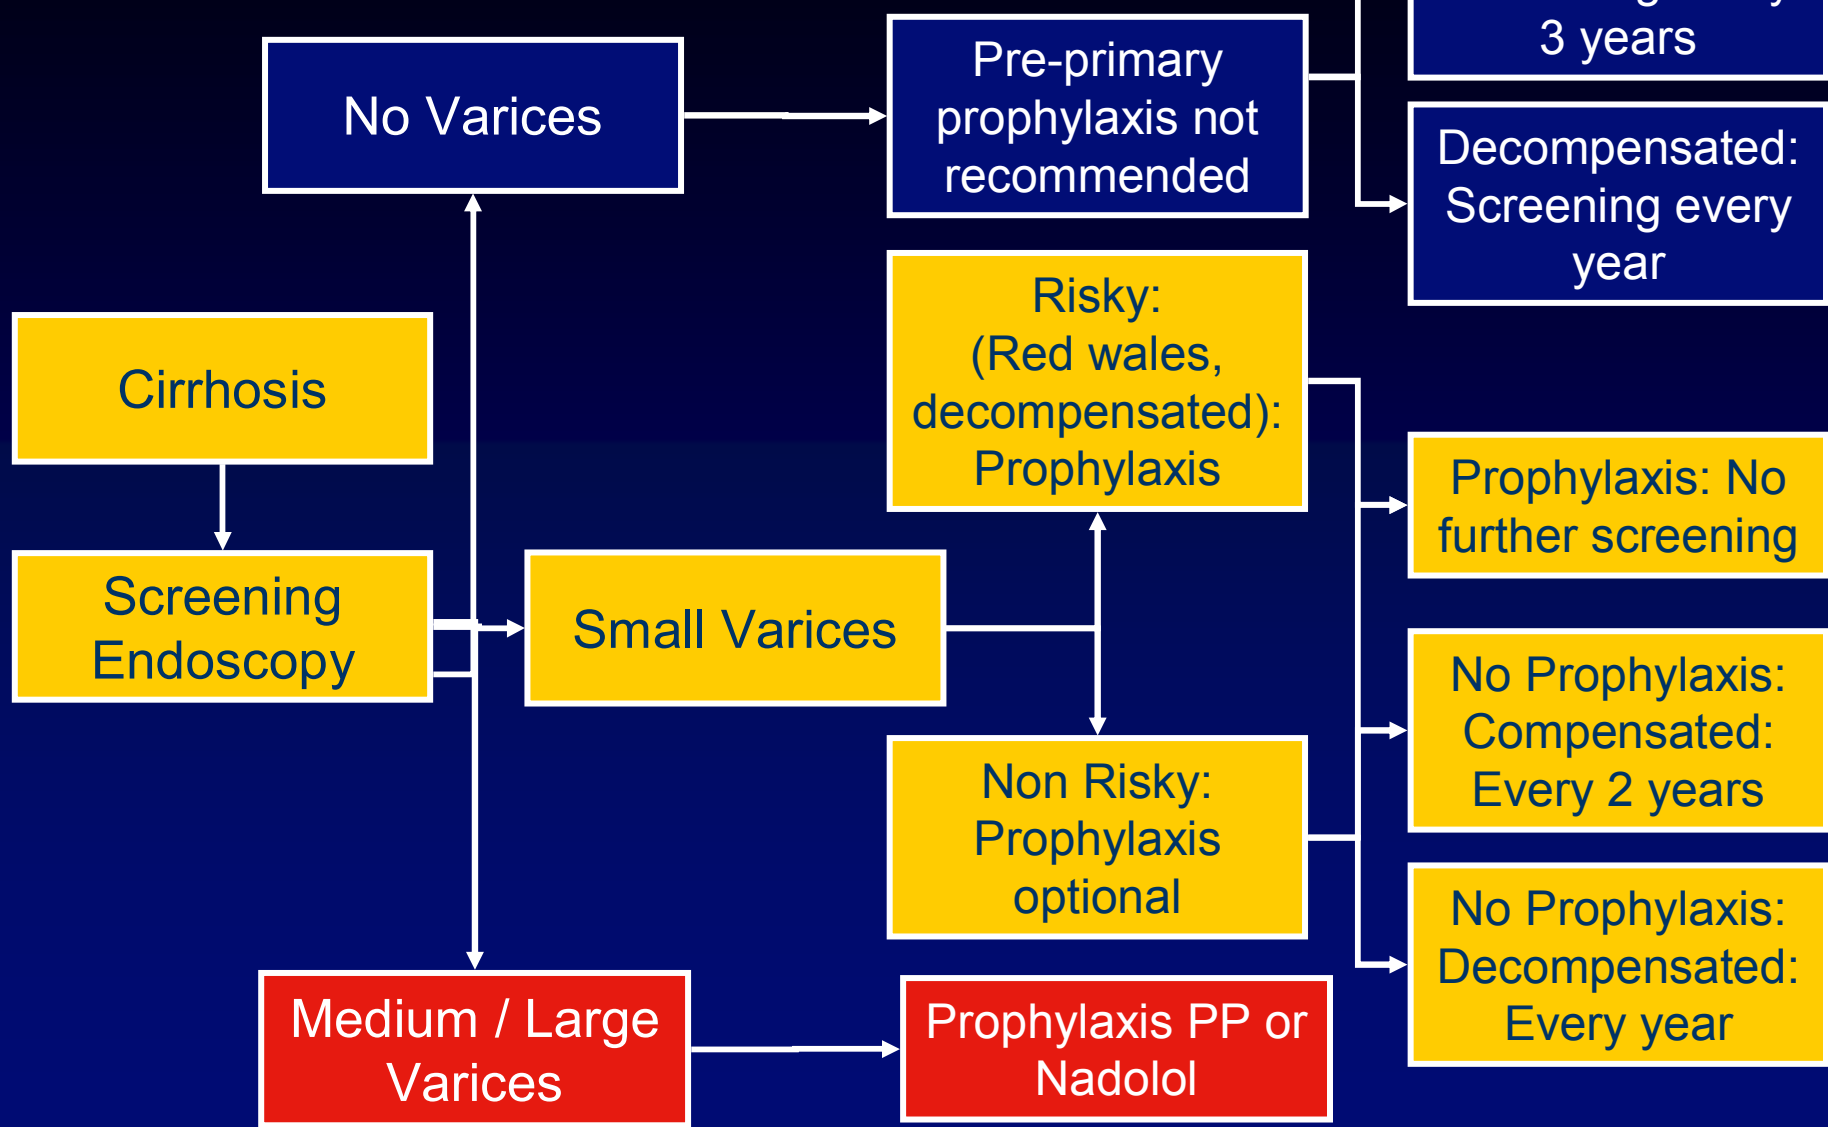 3 years
No Varices
Pre-primary
prophylaxis not
recommended
Decompensated:
Screening every
year
Risky:
(Red wales,
decompensated):
Prophylaxis
Cirrhosis
Prophylaxis: No
further screening
Screening
Endoscopy
Small Varices
No Prophylaxis:
Compensated:
Every 2 years
Non Risky:
Prophylaxis
optional
No Prophylaxis:
Decompensated:
Every year
Medium / Large
Varices
Prophylaxis PP or
Nadolol